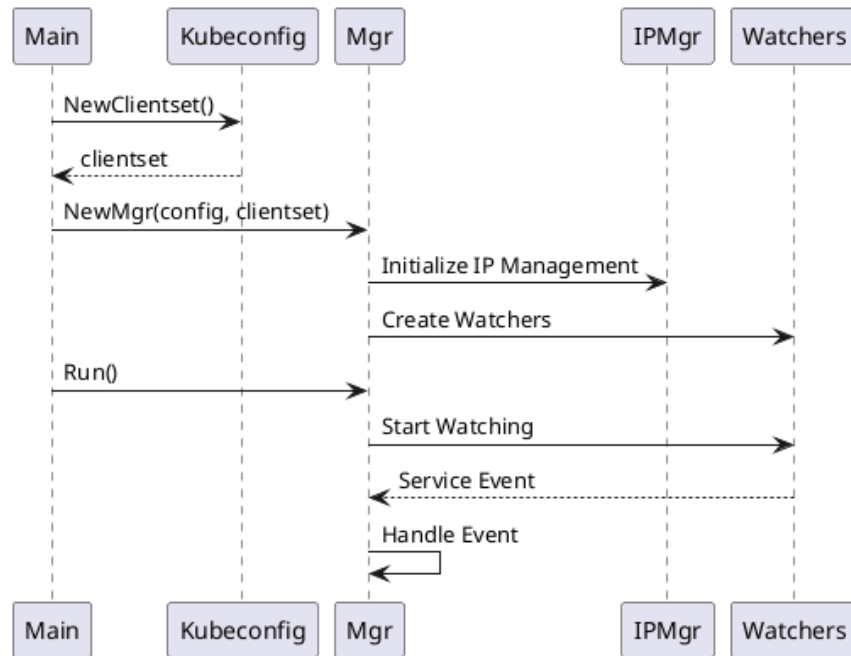 Main Kubeconfig Mgr IPMgr Watchers
NewClientset()
clientset
NewMgr(config, clientset)
Initialize IP Management
Create Watchers
Run()
Start Watching
Service Event
Handle Event
Main Kubeconfig Mgr IPMgr Watchers